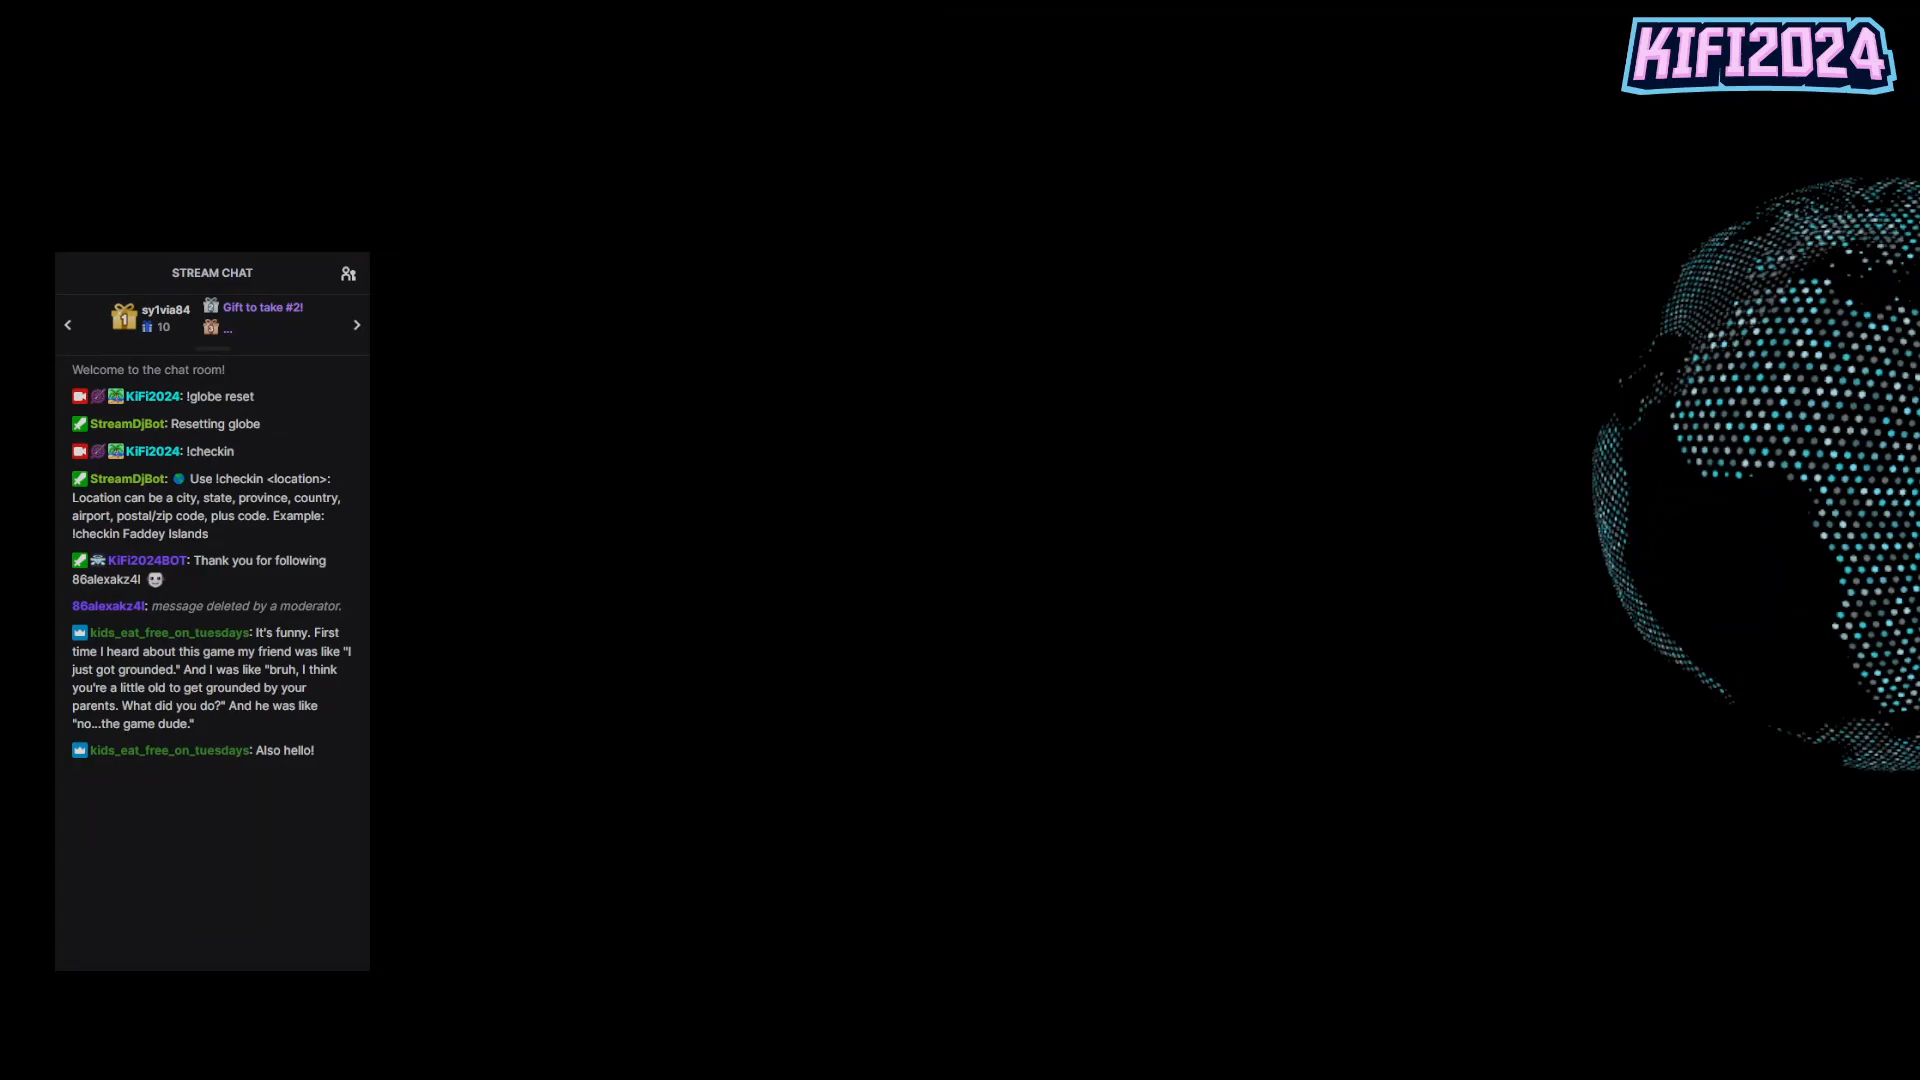 KIFI2024
STREAM CHAT
sy1via84
10
Gift to take #2!
...
Welcome to the chat room!
KiFi2024: !globe reset
StreamDjBot: Resetting globe
KiFi2024: !checkin
StreamDjBot: Use !checkin <location>:
Location can be a city, state, province, country,
airport, postal/zip code, plus code. Example:
!checkin Faddey Islands
KiFi2024BOT: Thank you for following
86alexakz4l
86alexakz4l: message deleted by a moderator.
kids_eat_free_on_tuesdays: It's funny. First
time I heard about this game my friend was like "I
just got grounded." And I was like "bruh, I think
you're a little old to get grounded by your
parents. What did you do?" And he was like
"no...the game dude."
kids_eat_free_on_tuesdays: Also hello!